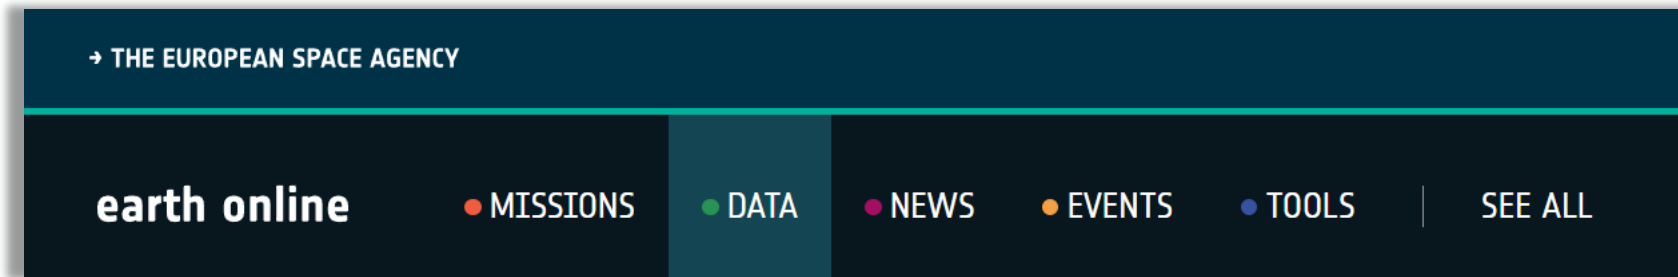 → THE EUROPEAN SPACE AGENCY
earth online MISSIONS DATA NEWS EVENTS TOOLS SEE ALL